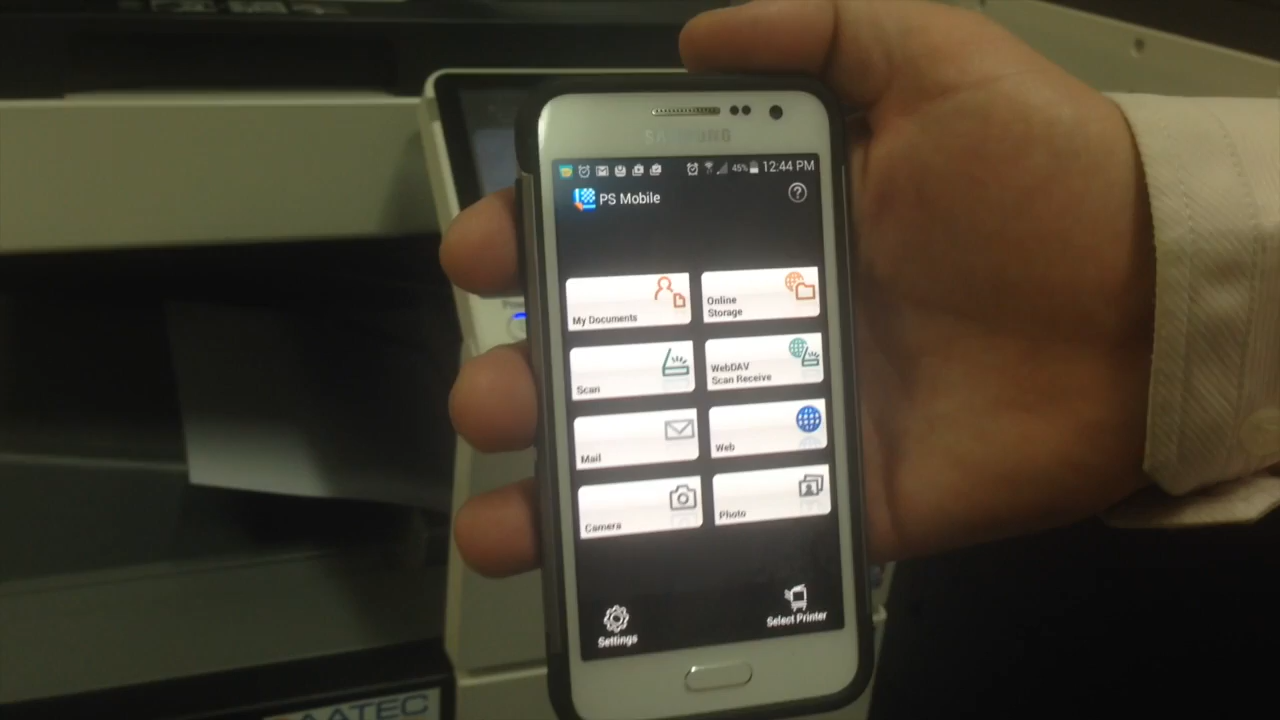 SAMSUNG
45% 12:44 PM
PS Mobile
?
My Documents
Online
Storage
Scan
WebDAV
Scan Receive
Mail
Web
Camera
Photo
Settings
Select Printer
AATEC